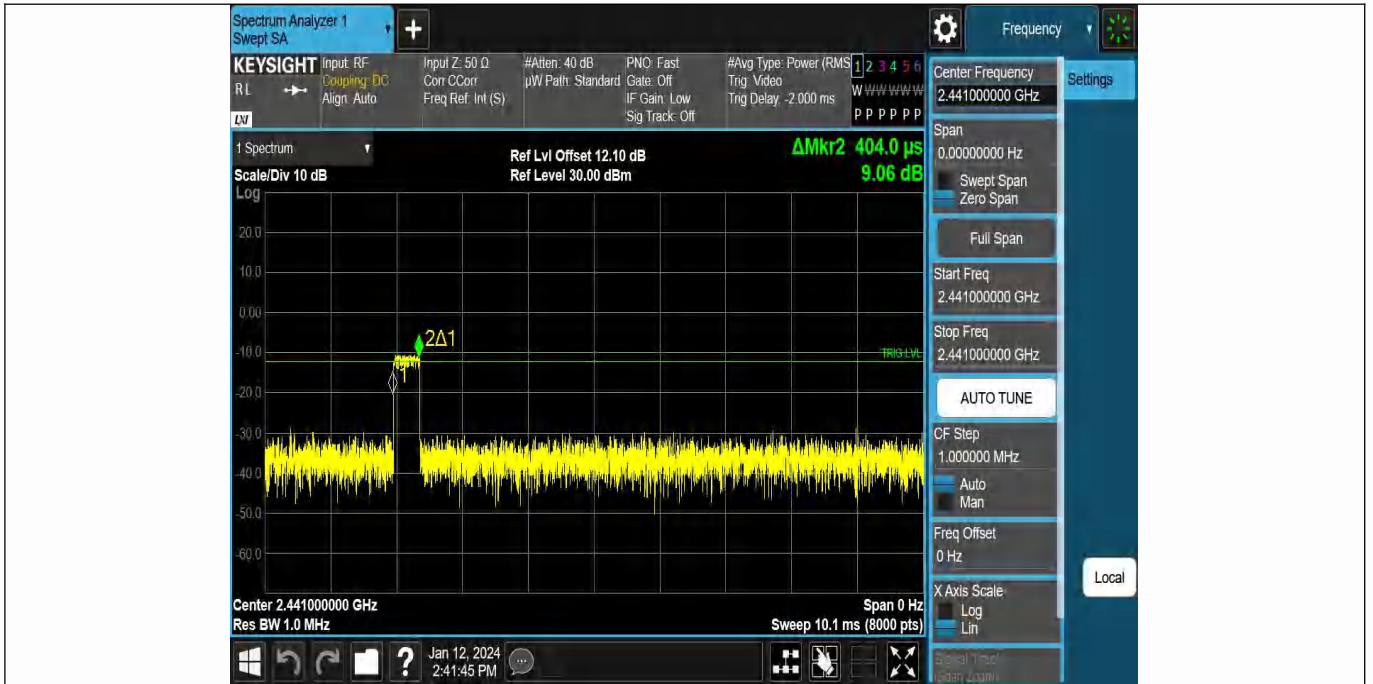 Spectrum Analyzer 1
Swept SA
+
Frequency
KEYSIGHT
R L
LXI
Input: RF
Coupling: DC
Align: Auto
Input Z: 50 Ω
Corr CCorr
Freq Ref: Int (S)
#Atten: 40 dB
µW Path: Standard
PNO: Fast
Gate: Off
IF Gain: Low
Sig Track: Off
#Avg Type: Power (RMS
Trig: Video
Trig Delay: -2.000 ms
1 2 3 4 5 6
W W W W W W
P P P P P P
Center Frequency
2.441000000 GHz
Settings
Span
0.00000000 Hz
Swept Span
Zero Span
Full Span
Start Freq
2.441000000 GHz
Stop Freq
2.441000000 GHz
AUTO TUNE
CF Step
1.000000 MHz
Auto
Man
Freq Offset
0 Hz
X Axis Scale
Log
Lin
Signal Track
(Span Zoom)
Local
1 Spectrum
Scale/Div 10 dB
Log
Ref Lvl Offset 12.10 dB
Ref Level 30.00 dBm
ΔMkr2 404.0 µs
9.06 dB
20.0
10.0
0.00
-10.0
-20.0
-30.0
-40.0
-50.0
-60.0
2Δ1
1
TRIG LVL
Center 2.441000000 GHz
Res BW 1.0 MHz
Span 0 Hz
Sweep 10.1 ms (8000 pts)
?
Jan 12, 2024
2:41:45 PM